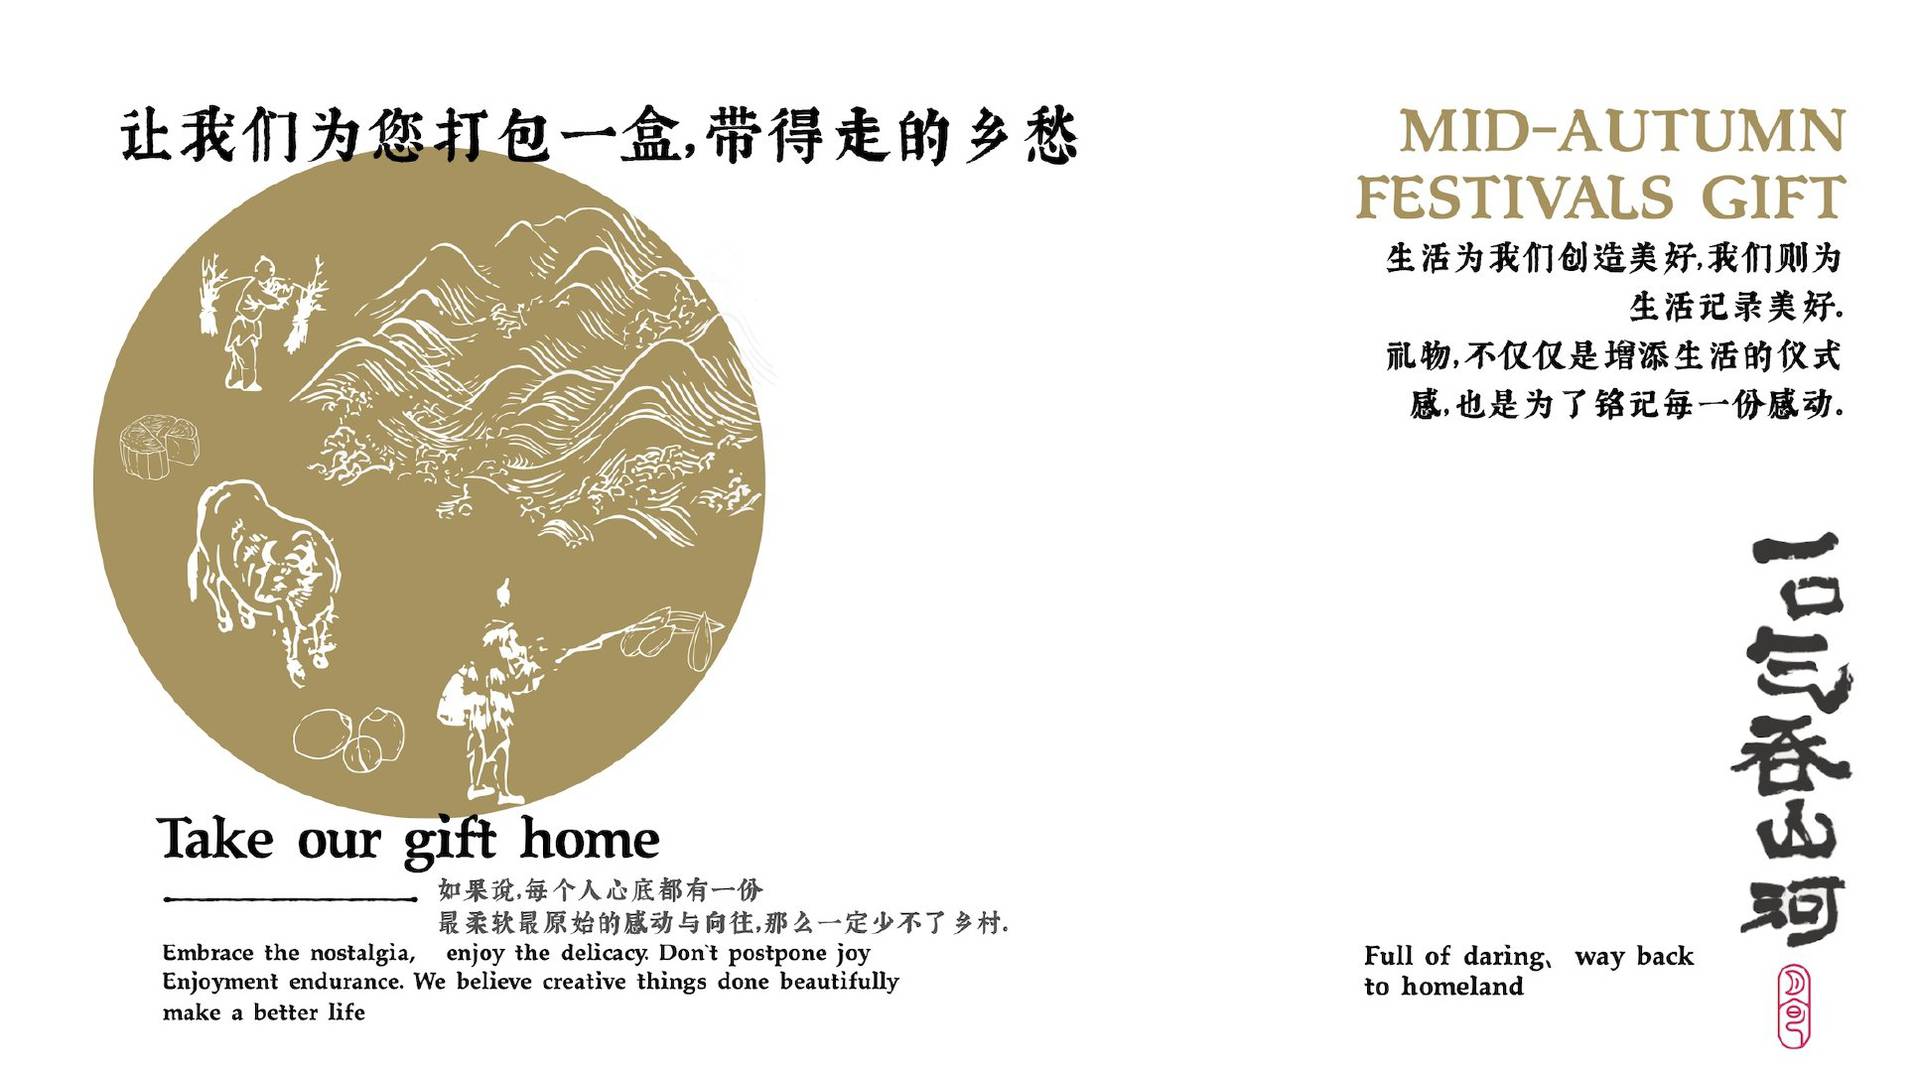 让我们为您打包一盒,带得走的乡愁
Take our gift home
如果说,每个人心底都有一份
最柔软最原始的感动与向往,那么一定少不了乡村.
Embrace the nostalgia, enjoy the delicacy. Don't postpone joy
Enjoyment endurance. We believe creative things done beautifully
make a better life
MID-AUTUMN
FESTIVALS GIFT
生活为我们创造美好,我们则为
生活记录美好。
礼物,不仅仅是增添生活的仪式
感,也是为了铭记每一份感动。
一口气吞山河
Full of daring、 way back
to homeland